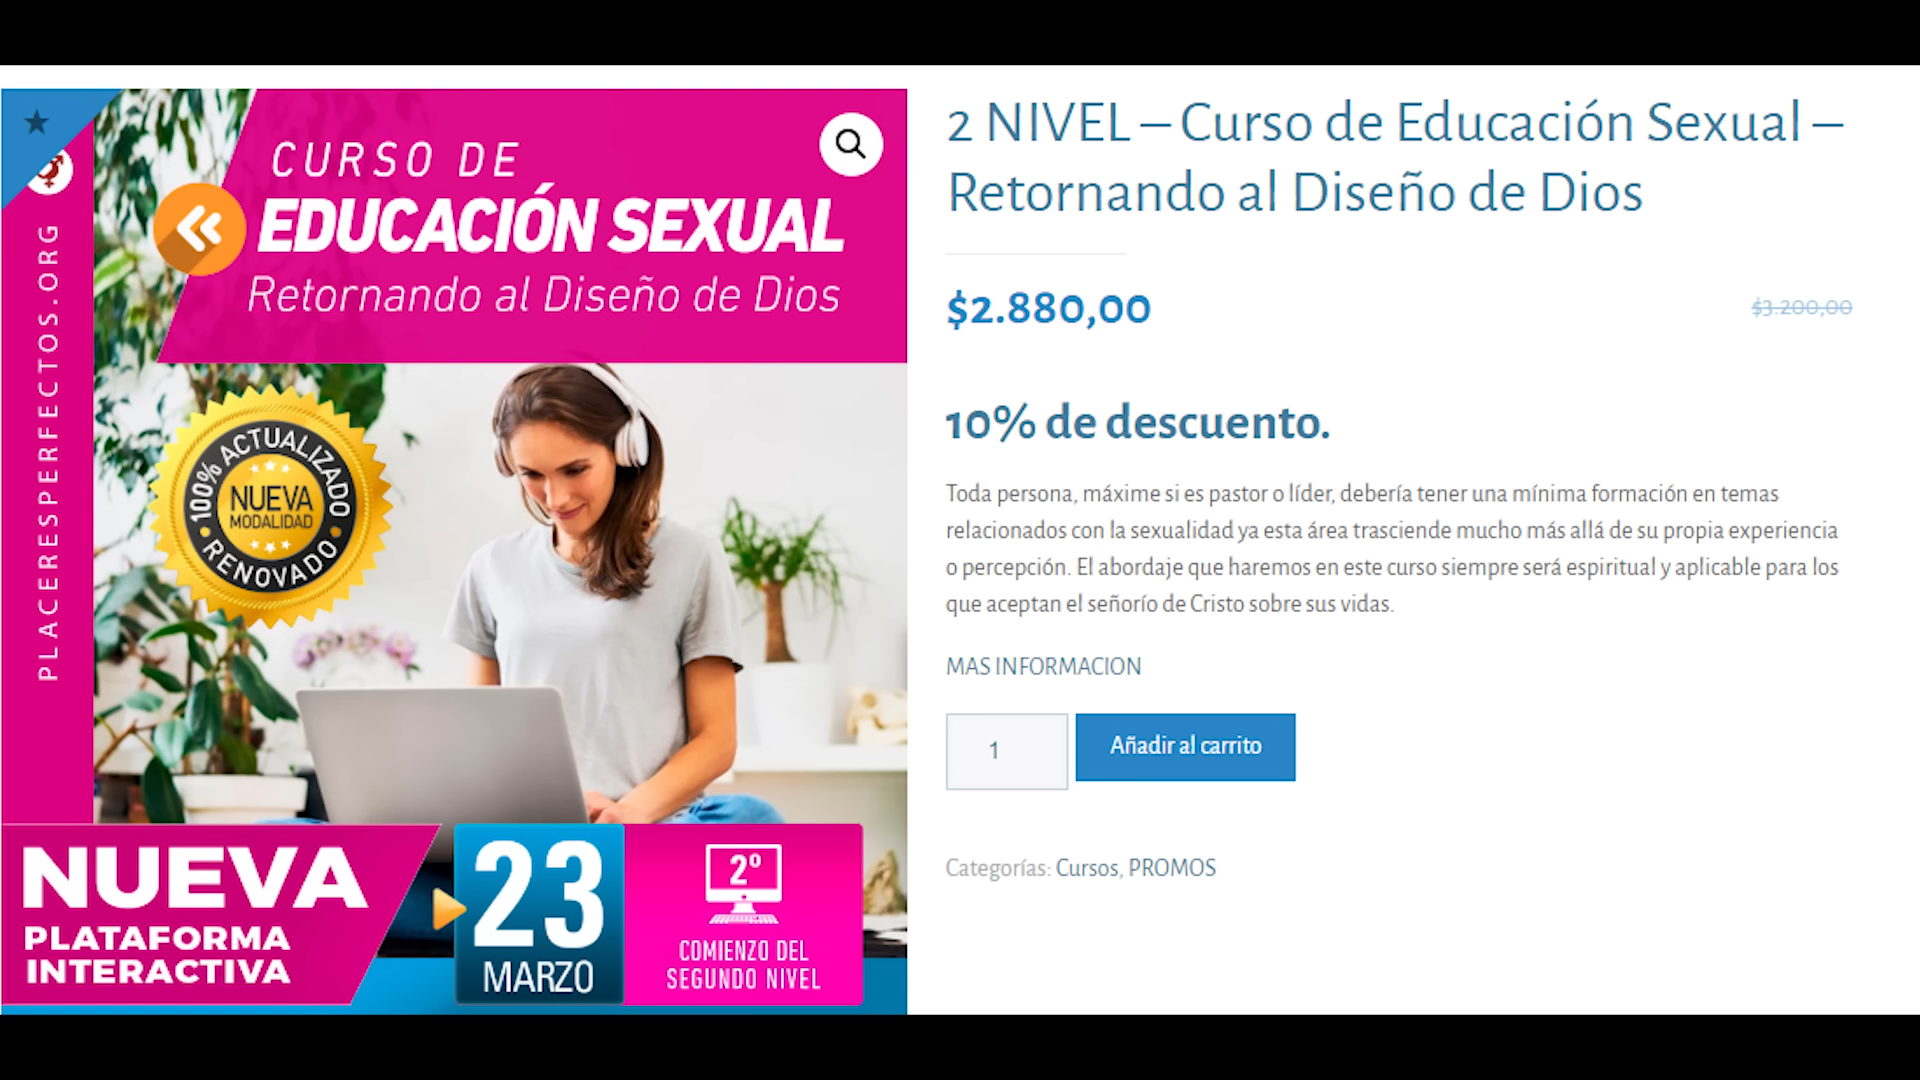 PLACERESPERFECTOS.ORG
CURSO DE
EDUCACIÓN SEXUAL
Retornando al Diseño de Dios
100% ACTUALIZADO
NUEVA
MODALIDAD
RENOVADO
NUEVA
PLATAFORMA
INTERACTIVA
23
MARZO
2º
COMIENZO DEL
SEGUNDO NIVEL
2 NIVEL – Curso de Educación Sexual –
Retornando al Diseño de Dios
$2.880,00
$3.200,00
10% de descuento.
Toda persona, máxime si es pastor o líder, debería tener una mínima formación en temas
relacionados con la sexualidad ya esta área trasciende mucho más allá de su propia experiencia
o percepción. El abordaje que haremos en este curso siempre será espiritual y aplicable para los
que aceptan el señorío de Cristo sobre sus vidas.
MAS INFORMACION
1
Añadir al carrito
Categorías: Cursos, PROMOS